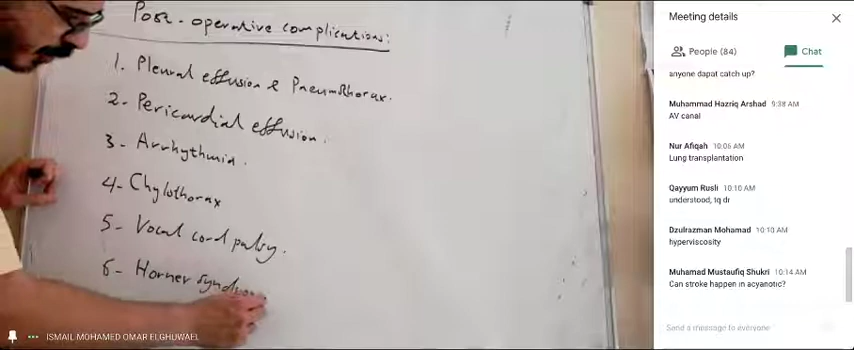 Post-operative complications:
1. Pleural effusion & Pneumothorax.
2- Pericardial effusion.
3- Arrhythmia.
4- Chylothorax
5- Vocal cord palsy.
6- Horner syndrome
ISMAIL MOHAMED OMAR ELGHUWAEL
Meeting details
People (84)
Chat
anyone dapat catch up?
Muhammad Hazriq Arshad 9:38 AM
AV canal
Nur Afiqah 10:06 AM
Lung transplantation
Qayyum Rusli 10:10 AM
understood, tq dr
Dzulrazman Mohamad 10:10 AM
hyperviscosity
Muhamad Mustaufiq Shukri 10:14 AM
Can stroke happen in acyanotic?
Send a message to everyone